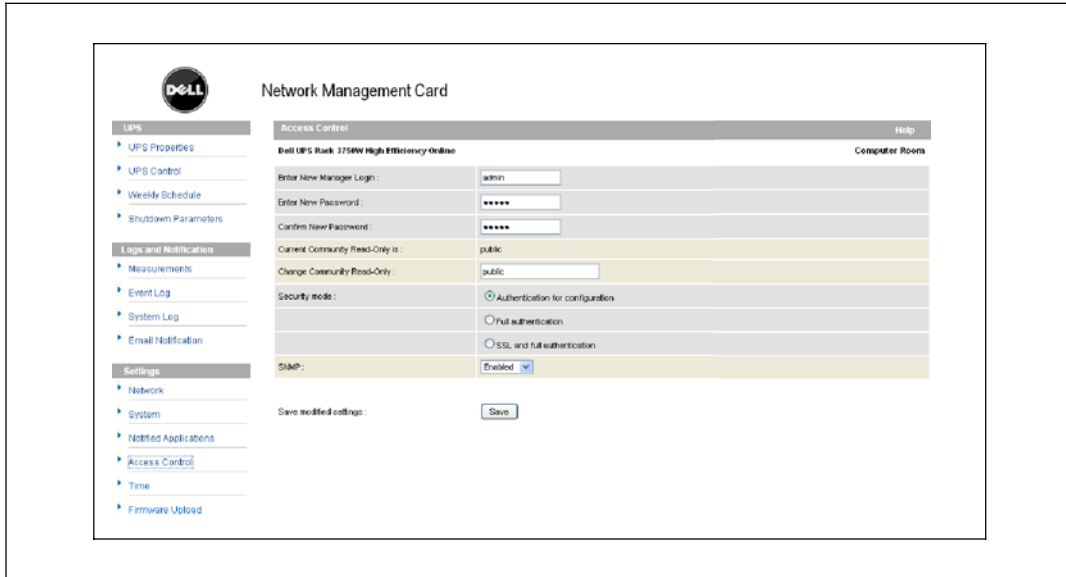 DELL
Network Management Card
UPS
UPS Properties
UPS Control
Weekly Schedule
Shutdown Parameters
Logs and Notification
Measurements
Event Log
System Log
Email Notification
Settings
Network
System
Notified Applications
Access Control
Time
Firmware Upload
Access Control Help
Dell UPS Rack 3750W High Efficiency Online Computer Room
Enter New Manager Login : admin
Enter New Password : •••••
Confirm New Password : •••••
Current Community Read-Only is : public
Change Community Read-Only : public
Security mode : Authentication for configuration
Full authentication
SSL and full authentication
SNMP : Enabled
Save modified settings : Save